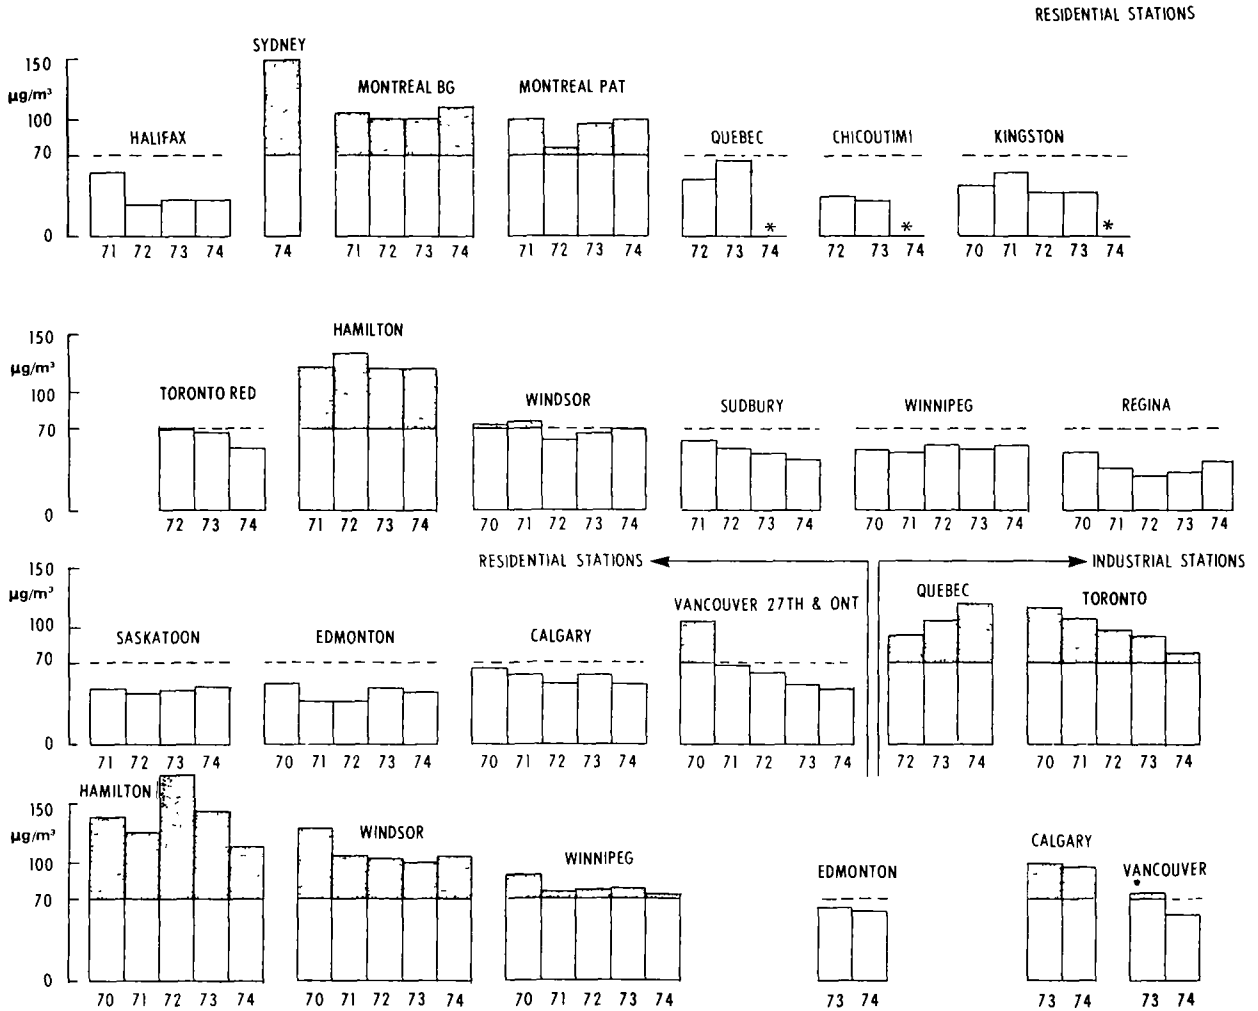 RESIDENTIAL STATIONS
SYDNEY
150
µg/m³
MONTREAL BG
MONTREAL PAT
100
HALIFAX
QUEBEC
CHICOUTIMI
KINGSTON
70
0
* * *
71 72 73 74 74 71 72 73 74 71 72 73 74 72 73 74 72 73 74 70 71 72 73 74
HAMILTON
150
µg/m³
100
TORONTO RED
WINDSOR
SUDBURY
WINNIPEG
REGINA
70
0
72 73 74 71 72 73 74 70 71 72 73 74 71 72 73 74 70 71 72 73 74 70 71 72 73 74
RESIDENTIAL STATIONS
INDUSTRIAL STATIONS
150
µg/m³
QUEBEC
VANCOUVER 27TH & ONT
TORONTO
100
SASKATOON
EDMONTON
CALGARY
70
0
71 72 73 74 70 71 72 73 74 70 71 72 73 74 70 71 72 73 74 72 73 74 70 71 72 73 74
HAMILTON
150
µg/m³
WINDSOR
CALGARY
100
WINNIPEG
EDMONTON
VANCOUVER
*
70
0
70 71 72 73 74 70 71 72 73 74 70 71 72 73 74 73 74 73 74 73 74